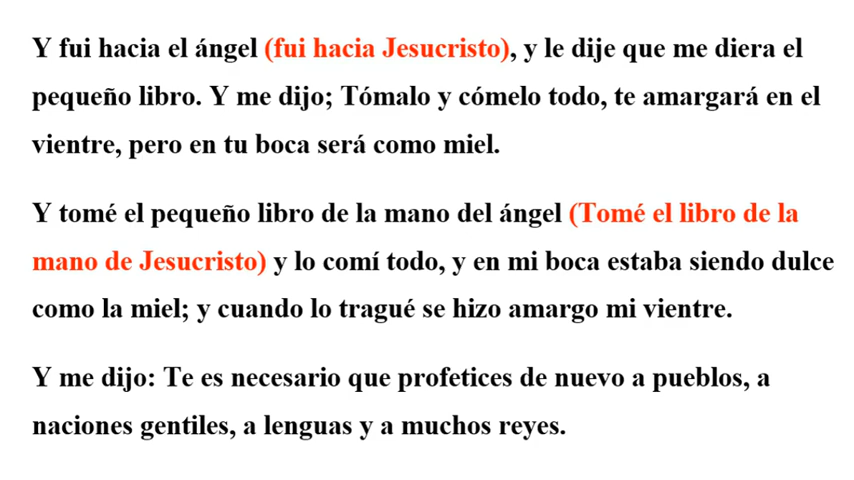 Y fui hacia el ángel (fui hacia Jesucristo), y le dije que me diera el
pequeño libro. Y me dijo; Tómalo y cómelo todo, te amargará en el
vientre, pero en tu boca será como miel.
Y tomé el pequeño libro de la mano del ángel (Tomé el libro de la
mano de Jesucristo) y lo comí todo, y en mi boca estaba siendo dulce
como la miel; y cuando lo tragué se hizo amargo mi vientre.
Y me dijo: Te es necesario que profetices de nuevo a pueblos, a
naciones gentiles, a lenguas y a muchos reyes.